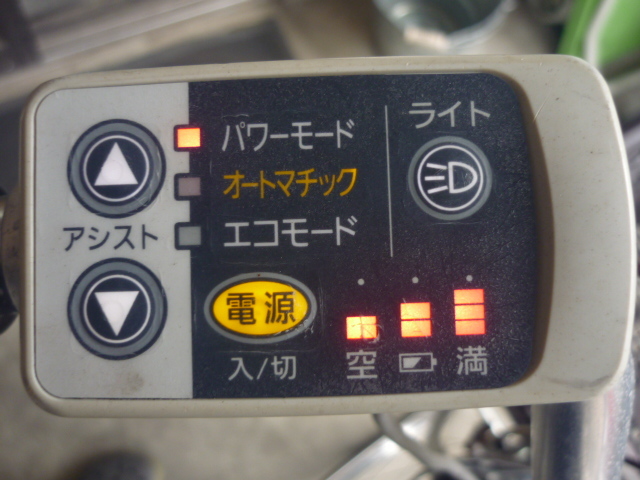 パワーモード
オートマチック
エコモード
アシスト
ライト
電源
入/切
空
満